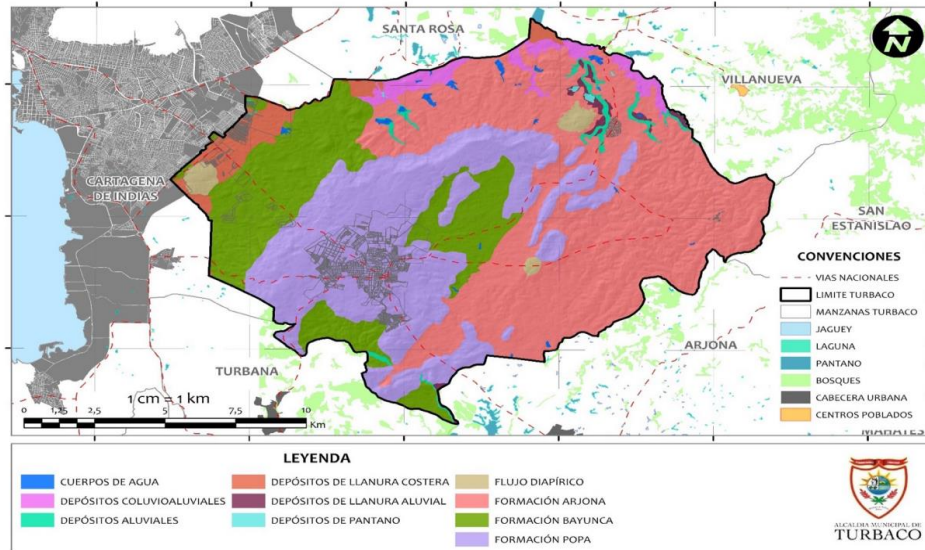 SANTA ROSA
N
VILLANUEVA
CARTAGENA
DE INDIAS
SAN
ESTANISLAO
ARJONA
TURBANA
CONVENCIONES
VIAS NACIONALES
LIMITE TURBACO
MANZANAS TURBACO
JAGUEY
LAGUNA
PANTANO
BOSQUES
CABECERA URBANA
CENTROS POBLADOS
1 cm = 1 km
0 1,25 2,5 5 7,5 10
Km
LEYENDA
CUERPOS DE AGUA
DEPÓSITOS COLUVIOALUVIALES
DEPÓSITOS ALUVIALES
DEPÓSITOS DE LLANURA COSTERA
DEPÓSITOS DE LLANURA ALUVIAL
DEPÓSITOS DE PANTANO
FLUJO DIAPÍRICO
FORMACIÓN ARJONA
FORMACIÓN BAYUNCA
FORMACIÓN POPA
ALCALDIA MUNICIPAL DE
TURBACO